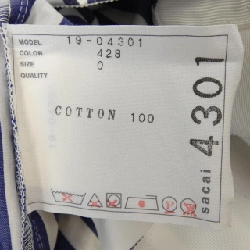 MODEL 19-04301
COLOR 428
SIZE 0
QUALITY
COTTON 100
sacai 4301